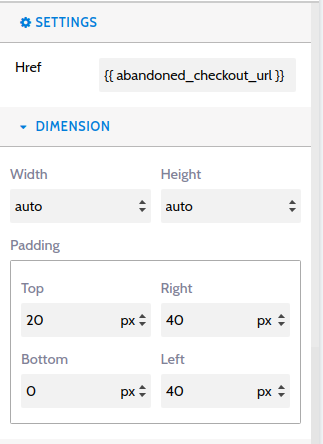 SETTINGS
Href {{ abandoned_checkout_url }}
DIMENSION
Width Height
auto auto
Padding
Top Right
20 px 40 px
Bottom Left
0 px 40 px